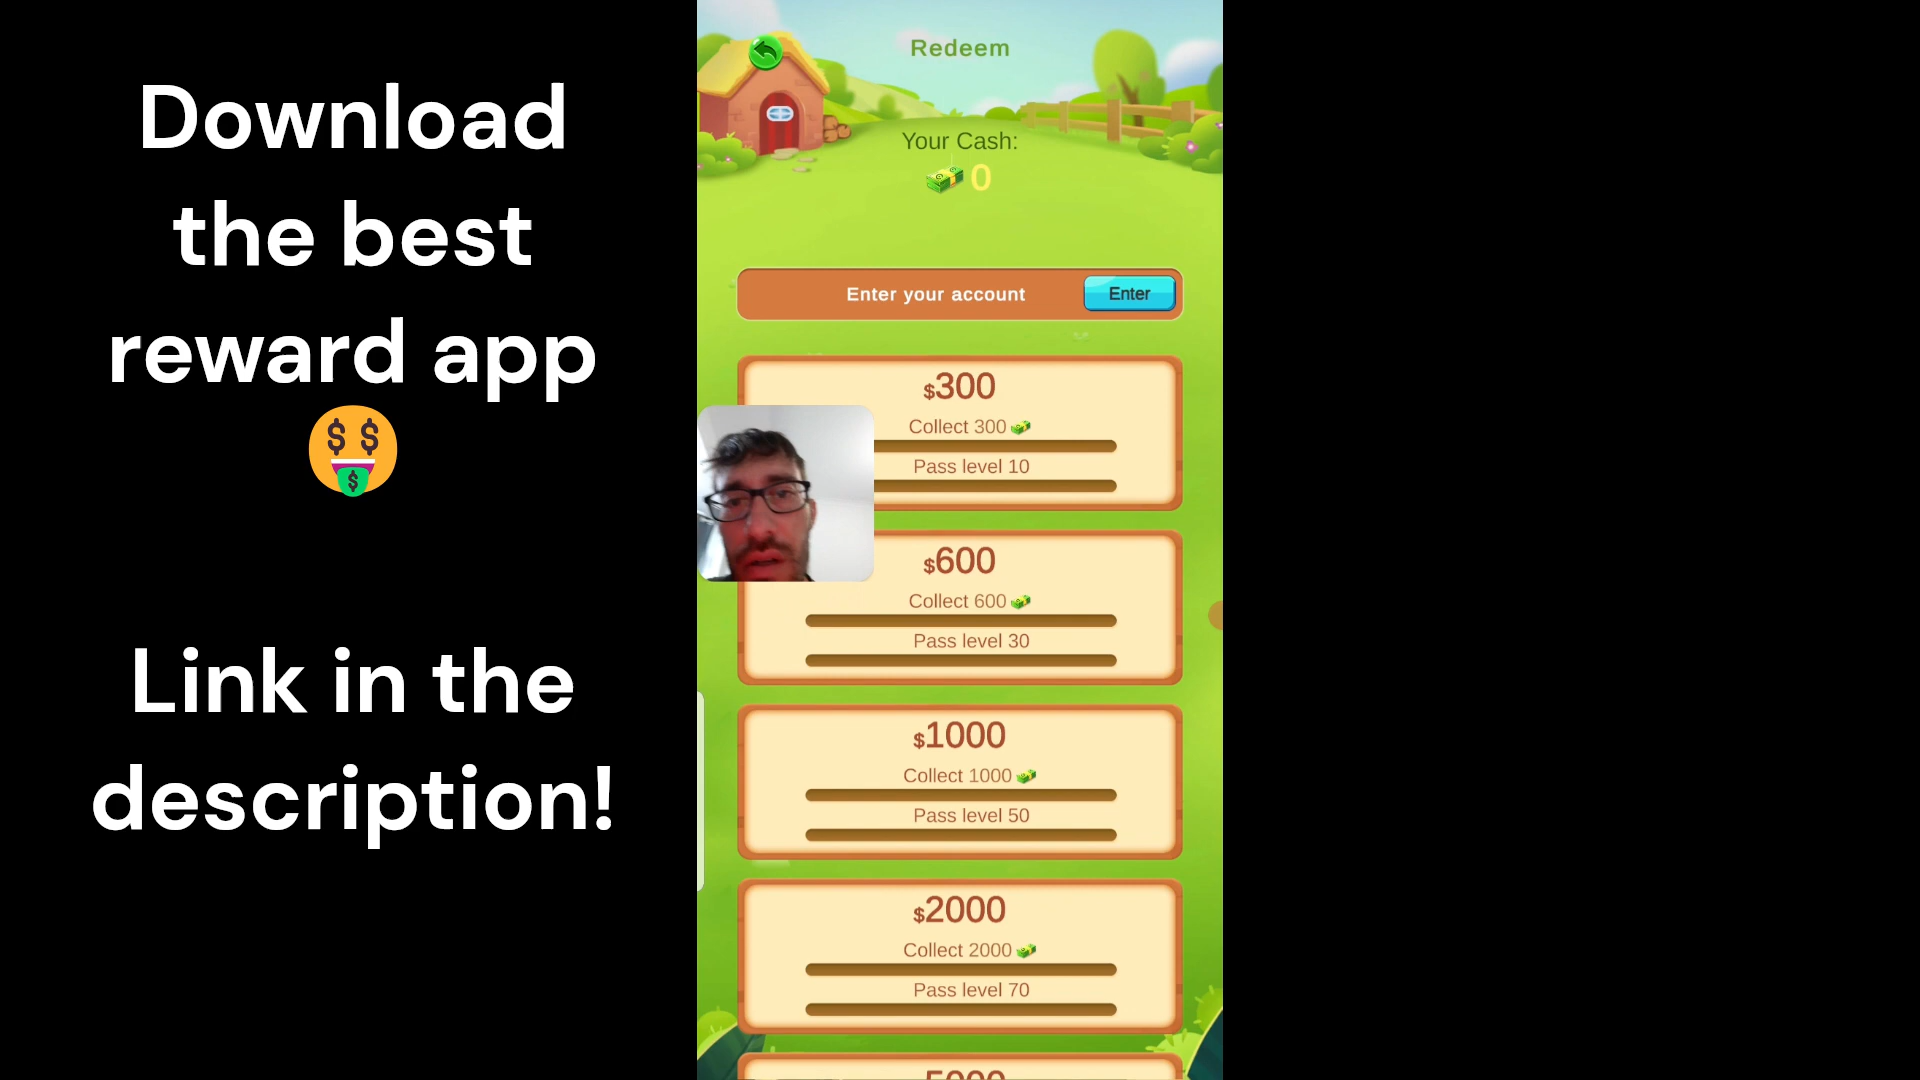 Download
the best
reward app
Link in the
description!
Redeem
Your Cash:
0
Enter your account
Enter
$300
Collect 300
Pass level 10
$600
Collect 600
Pass level 30
$1000
Collect 1000
Pass level 50
$2000
Collect 2000
Pass level 70